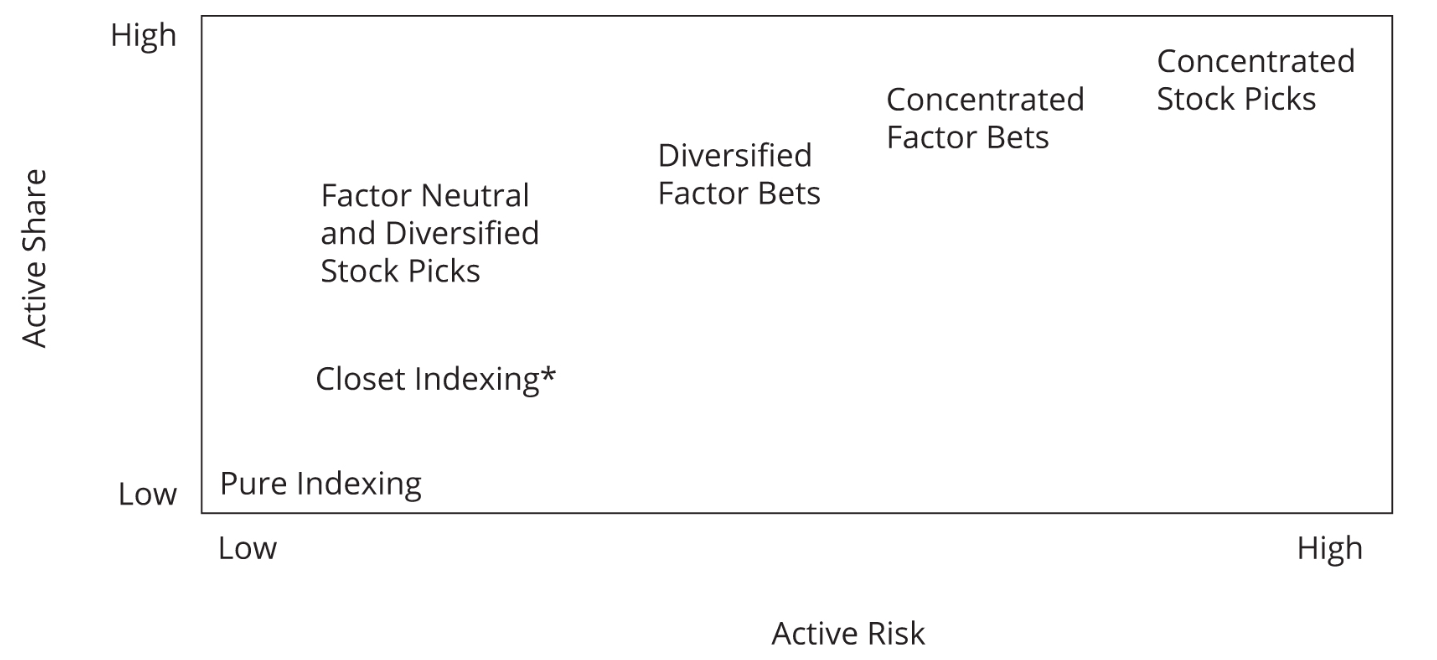 High
Concentrated
Stock Picks
Concentrated
Factor Bets
Diversified
Factor Bets
Factor Neutral
and Diversified
Stock Picks
Active Share
Closet Indexing*
Pure Indexing
Low
Low
High
Active Risk